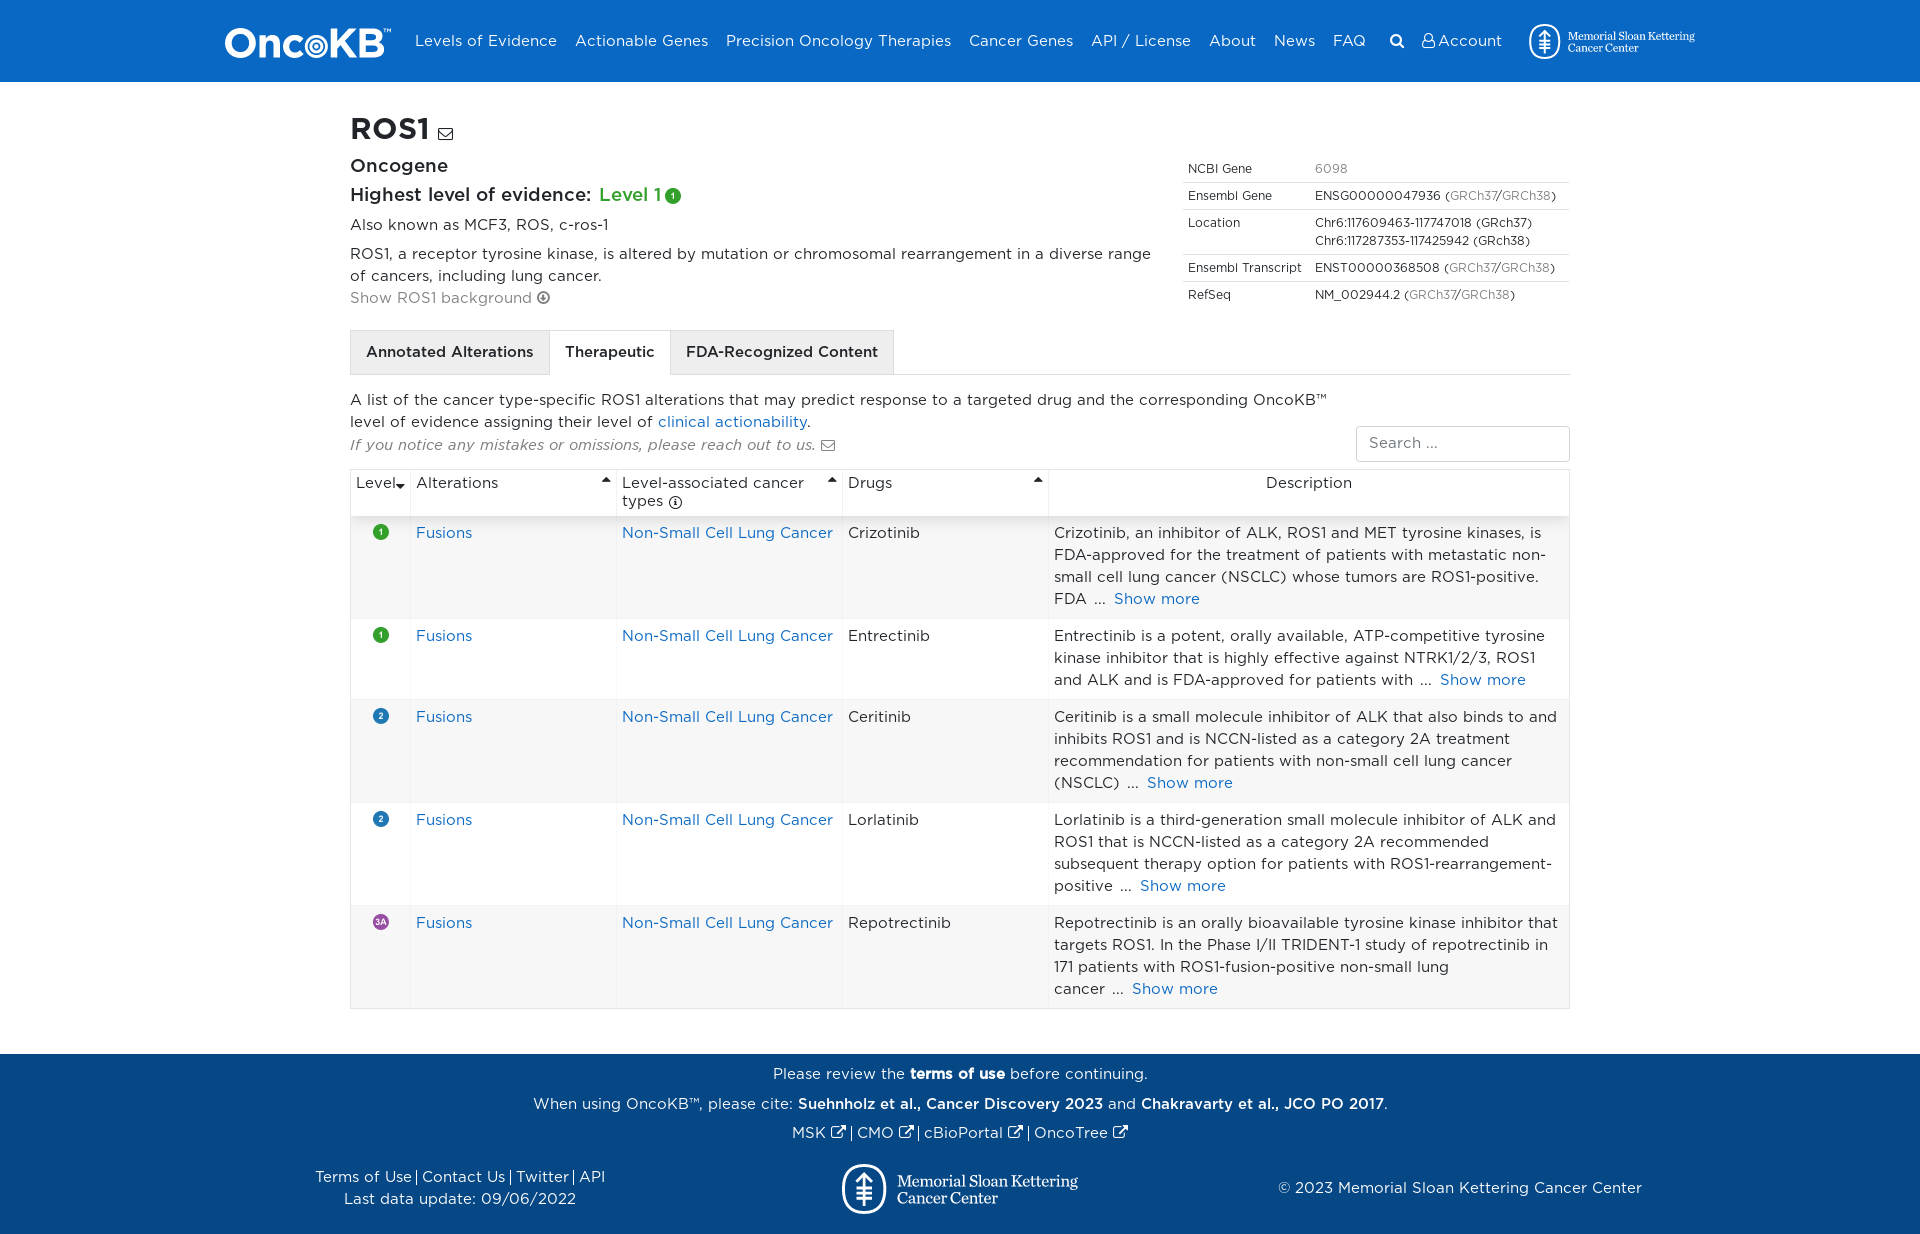 OncoKB™ Levels of Evidence Actionable Genes Precision Oncology Therapies Cancer Genes API / License About News FAQ Account Memorial Sloan Kettering
Cancer Center
ROS1
Oncogene
Highest level of evidence: Level 1 1
Also known as MCF3, ROS, c-ros-1
ROS1, a receptor tyrosine kinase, is altered by mutation or chromosomal rearrangement in a diverse range
of cancers, including lung cancer.
Show ROS1 background
NCBI Gene 6098
Ensembl Gene ENSG00000047936 (GRCh37/GRCh38)
Location Chr6:117609463-117747018 (GRch37)
Chr6:117287353-117425942 (GRch38)
Ensembl Transcript ENST00000368508 (GRCh37/GRCh38)
RefSeq NM_002944.2 (GRCh37/GRCh38)
Annotated Alterations Therapeutic FDA-Recognized Content
A list of the cancer type-specific ROS1 alterations that may predict response to a targeted drug and the corresponding OncoKB™
level of evidence assigning their level of clinical actionability.
If you notice any mistakes or omissions, please reach out to us.
Search ...
Level Alterations Level-associated cancer Drugs Description
types
1 Fusions Non-Small Cell Lung Cancer Crizotinib Crizotinib, an inhibitor of ALK, ROS1 and MET tyrosine kinases, is
FDA-approved for the treatment of patients with metastatic non-
small cell lung cancer (NSCLC) whose tumors are ROS1-positive.
FDA ... Show more
1 Fusions Non-Small Cell Lung Cancer Entrectinib Entrectinib is a potent, orally available, ATP-competitive tyrosine
kinase inhibitor that is highly effective against NTRK1/2/3, ROS1
and ALK and is FDA-approved for patients with ... Show more
2 Fusions Non-Small Cell Lung Cancer Ceritinib Ceritinib is a small molecule inhibitor of ALK that also binds to and
inhibits ROS1 and is NCCN-listed as a category 2A treatment
recommendation for patients with non-small cell lung cancer
(NSCLC) ... Show more
2 Fusions Non-Small Cell Lung Cancer Lorlatinib Lorlatinib is a third-generation small molecule inhibitor of ALK and
ROS1 that is NCCN-listed as a category 2A recommended
subsequent therapy option for patients with ROS1-rearrangement-
positive ... Show more
3A Fusions Non-Small Cell Lung Cancer Repotrectinib Repotrectinib is an orally bioavailable tyrosine kinase inhibitor that
targets ROS1. In the Phase I/II TRIDENT-1 study of repotrectinib in
171 patients with ROS1-fusion-positive non-small lung
cancer ... Show more
Please review the terms of use before continuing.
When using OncoKB™, please cite: Suehnholz et al., Cancer Discovery 2023 and Chakravarty et al., JCO PO 2017.
MSK | CMO | cBioPortal | OncoTree
Terms of Use | Contact Us | Twitter | API
Last data update: 09/06/2022
Memorial Sloan Kettering
Cancer Center
© 2023 Memorial Sloan Kettering Cancer Center